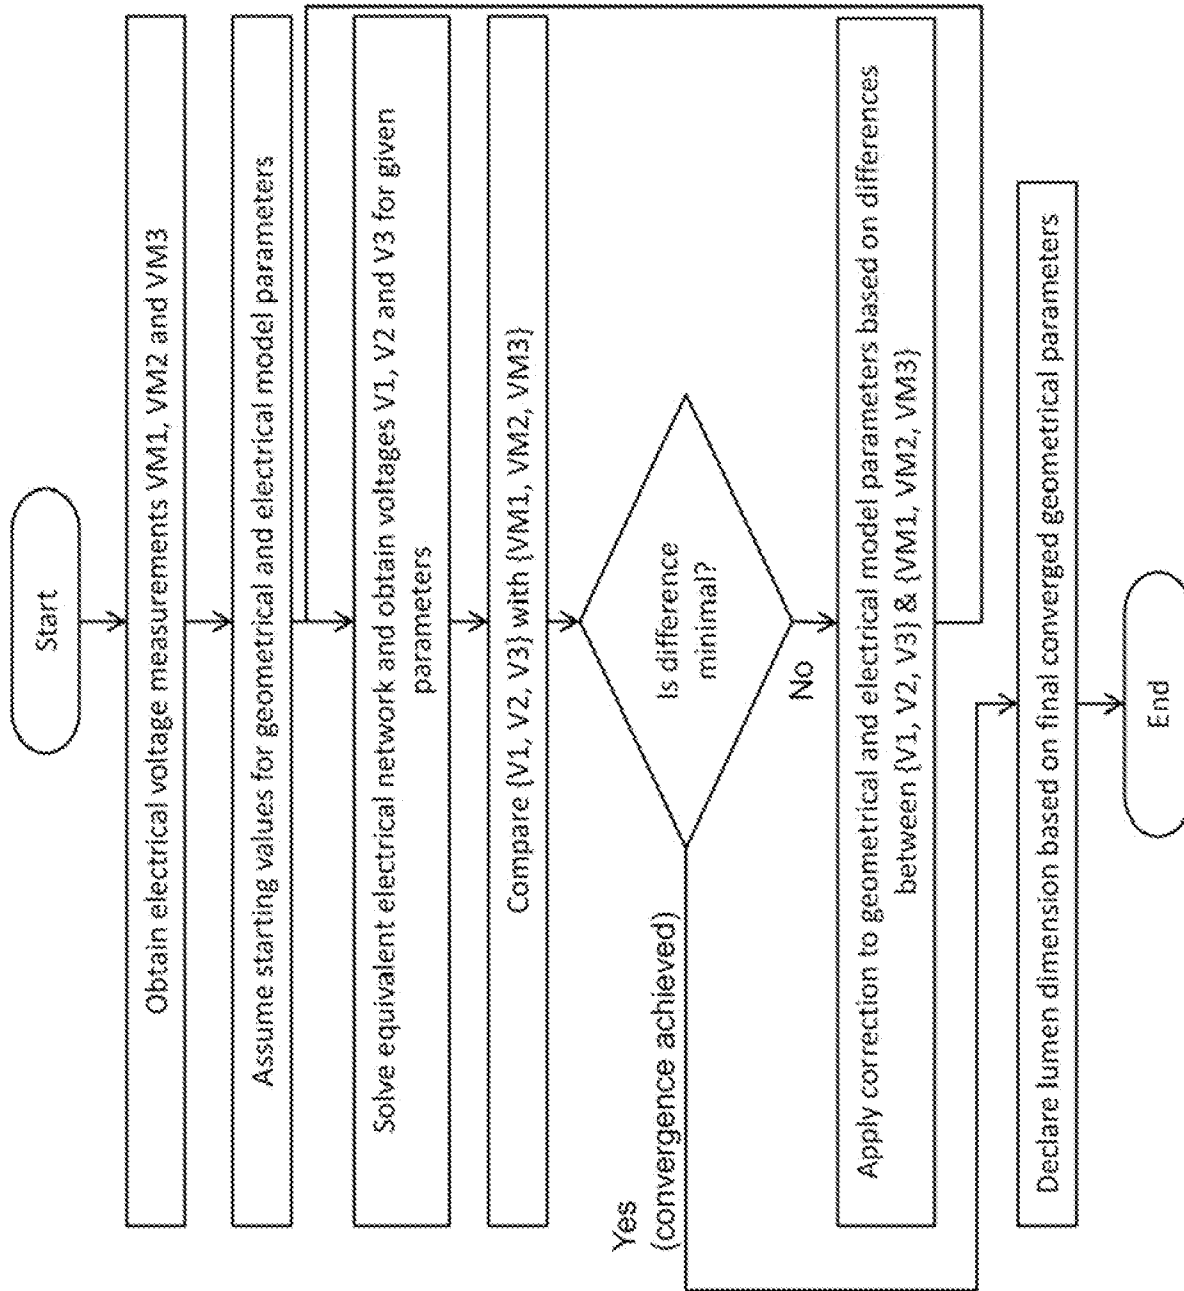 Start
Obtain electrical voltage measurements VM1, VM2 and VM3
Assume starting values for geometrical and electrical model parameters
Solve equivalent electrical network and obtain voltages V1, V2 and V3 for given
parameters
Compare {V1, V2, V3} with {VM1, VM2, VM3}
Is difference
minimal?
Yes
(convergence achieved)
No
Apply correction to geometrical and electrical model parameters based on differences
between {V1, V2, V3} & {VM1, VM2, VM3}
Declare lumen dimension based on final converged geometrical parameters
End